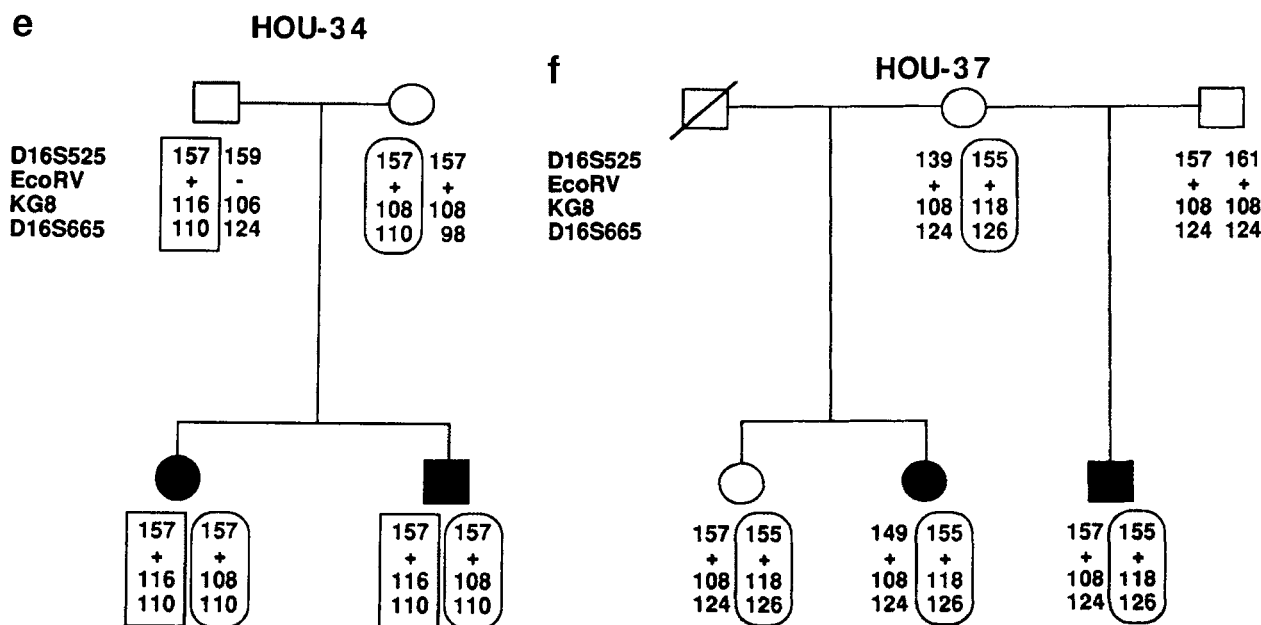 e HOU-34
D16S525 157 159 157 157
EcoRV + - + +
KG8 116 106 108 108
D16S665 110 124 110 98
157 157 157 157
+ + + +
116 108 116 108
110 110 110 110
f HOU-37
D16S525 139 155 157 161
EcoRV + + + +
KG8 108 118 108 108
D16S665 124 126 124 124
157 155 149 155 157 155
+ + + + + +
108 118 108 118 108 118
124 126 124 126 124 126